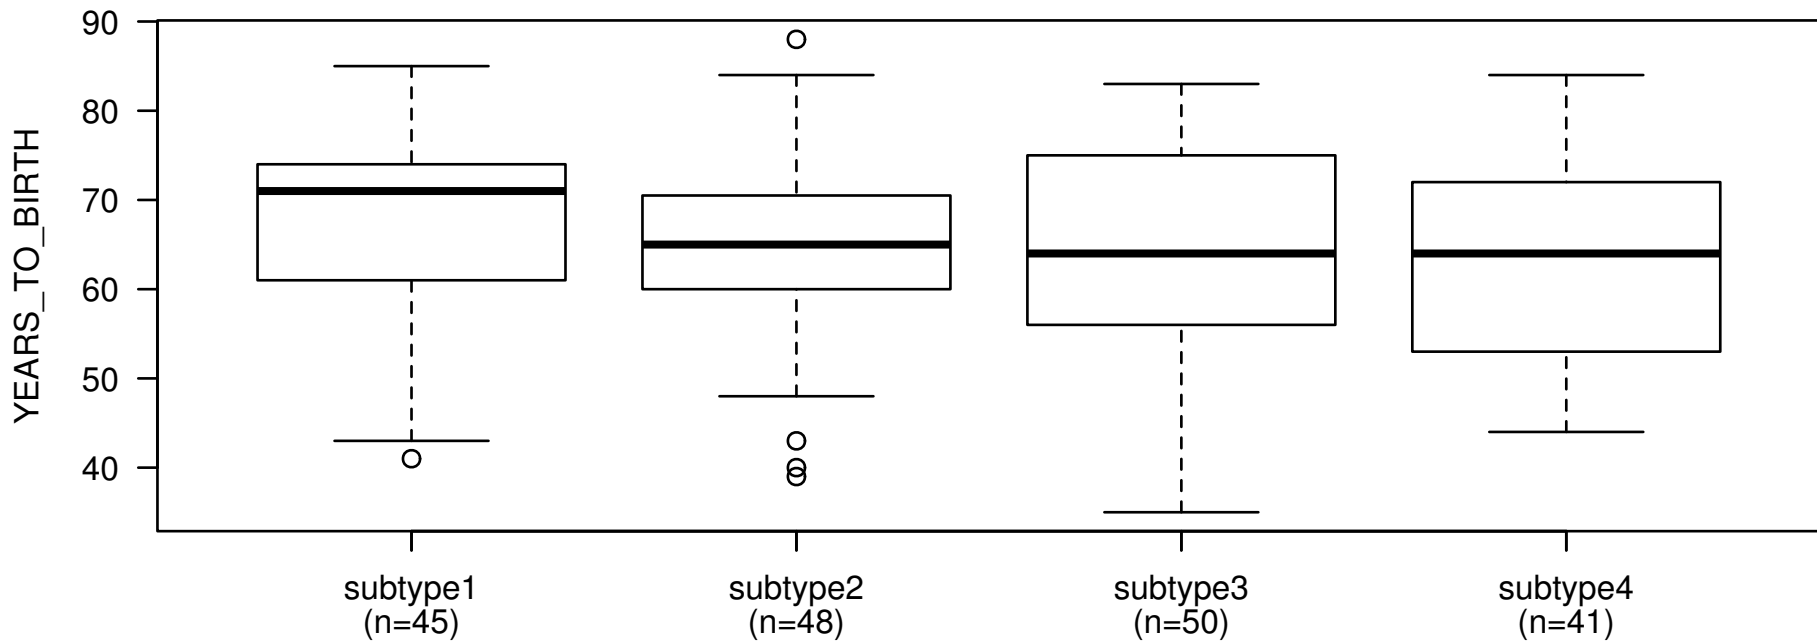 YEARS_TO_BIRTH
90
80
70
60
50
40
subtype1
(n=45)
subtype2
(n=48)
subtype3
(n=50)
subtype4
(n=41)